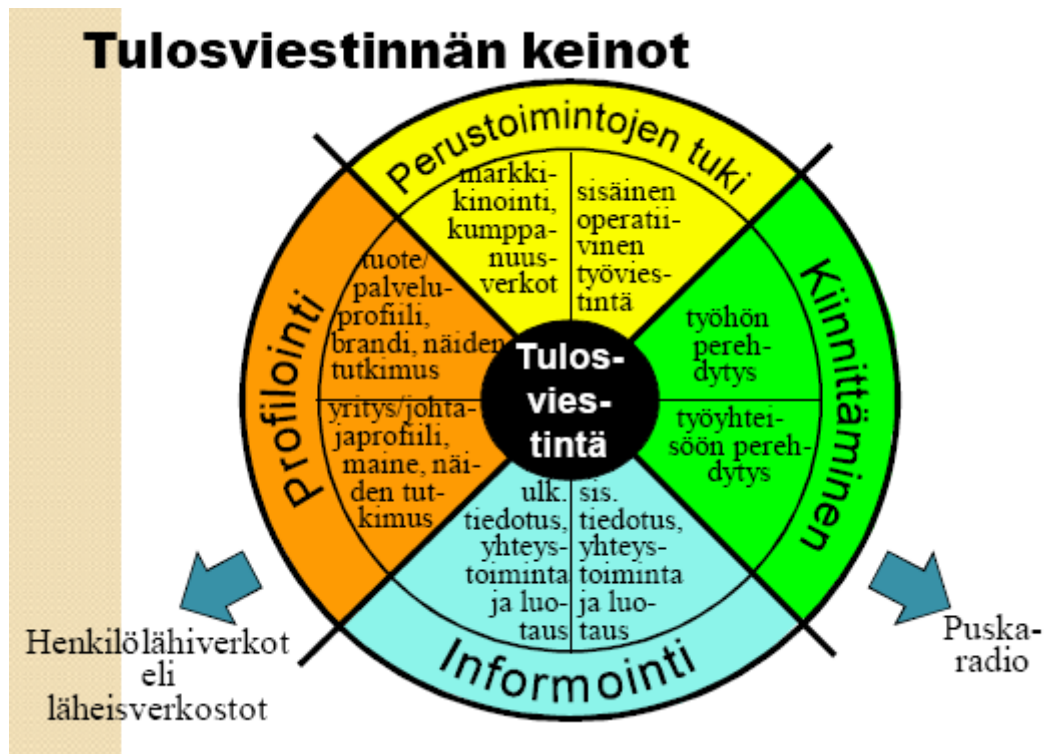 Tulosviestinnän keinot
Perustoimintojen tuki
markki-
kinointi,
kumppa-
nuus-
verkot
sisäinen
operatii-
vinen
työvies-
tintä
Profilointi
tuote/
palvelu-
profiili,
brandi, näiden
tutkimus
yritys/johta-
japrofiili,
maine, näi-
den tut-
kimus
Tulos-
vies-
tintä
Kiinnittäminen
työhön
pereh-
dytys
työyhtei-
söön pereh-
dytys
ulk.
tiedotus,
yhteys-
toiminta
ja luo-
taus
sis.
tiedotus,
yhteys-
toiminta
ja luo-
taus
Informointi
Henkilölähiverkot
eli
läheisverkostot
Puska-
radio